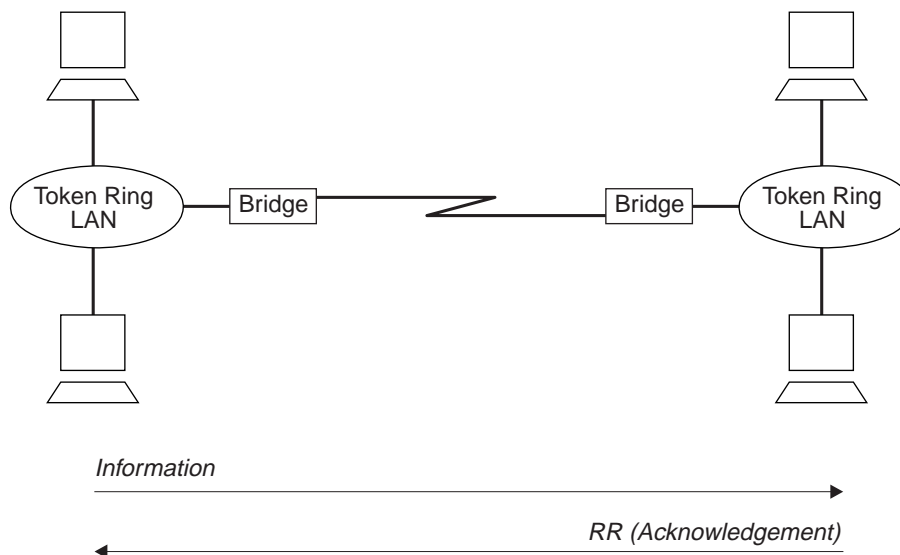 Token Ring
LAN
Bridge
Bridge
Token Ring
LAN
Information
RR (Acknowledgement)